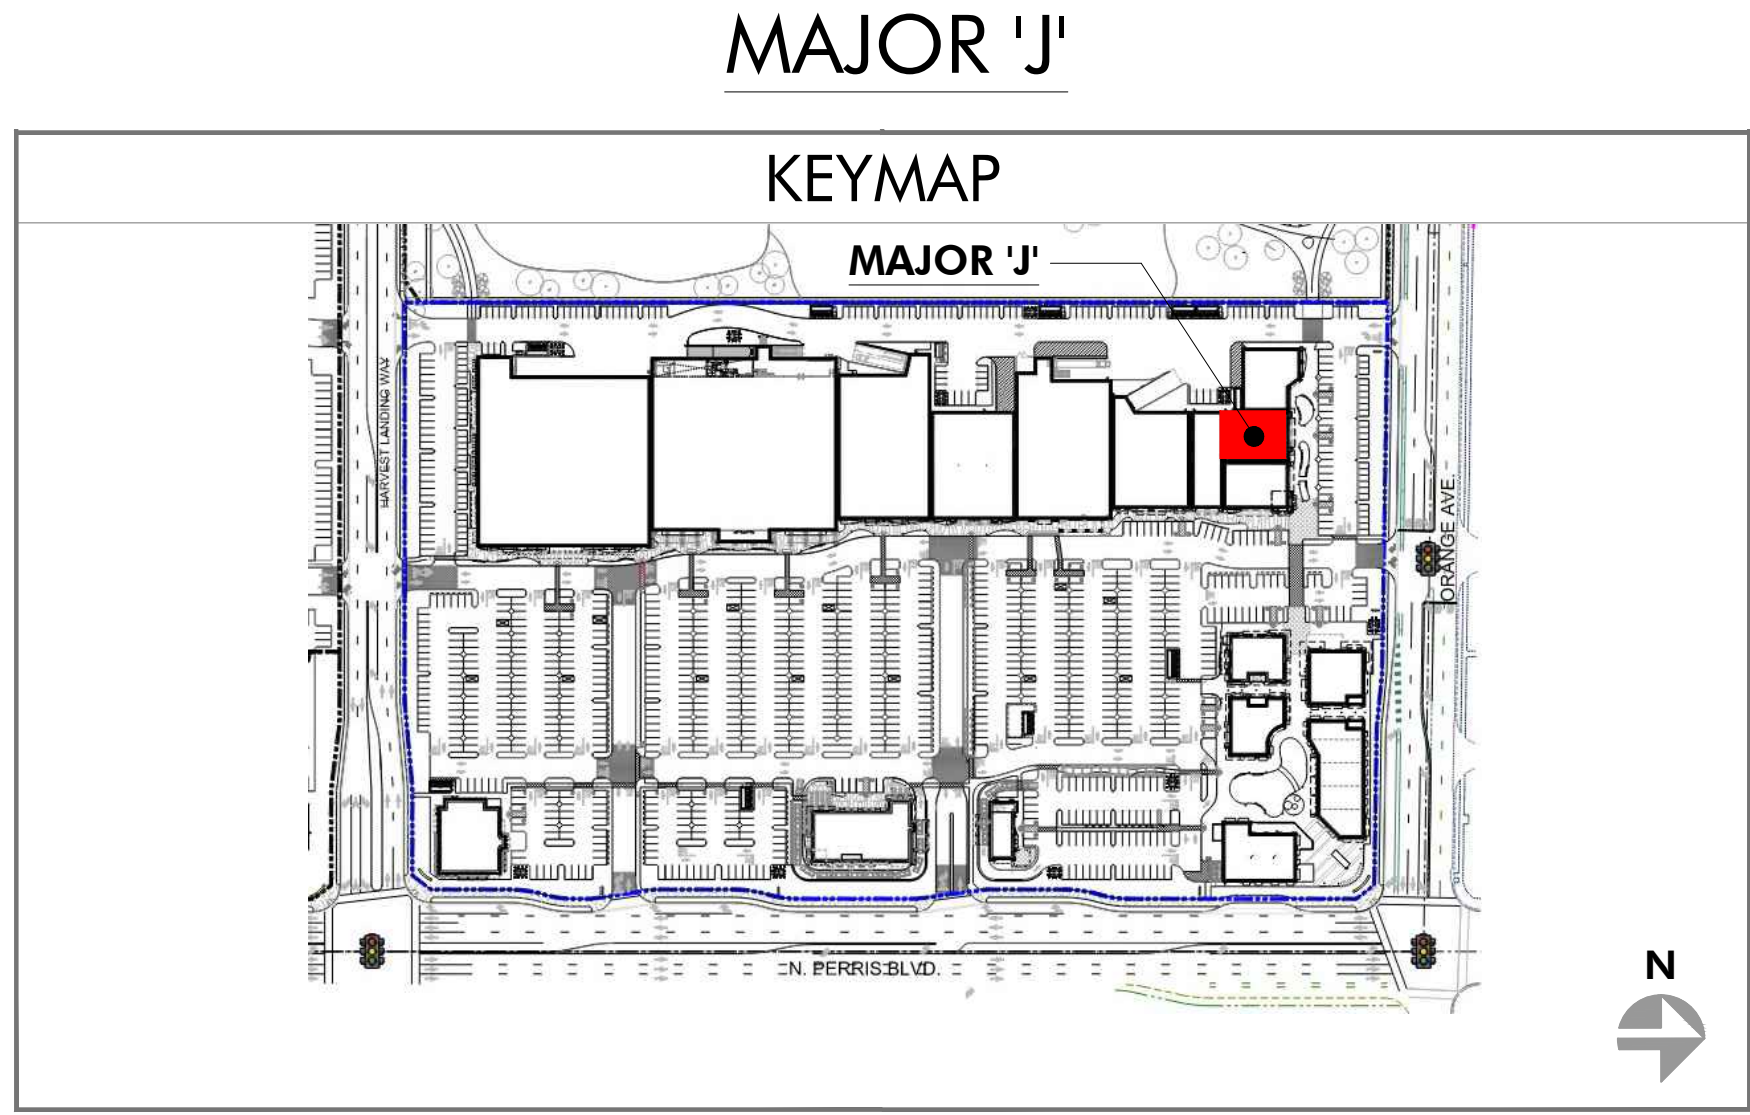 MAJOR 'J'
KEYMAP
MAJOR 'J'
HARVEST LANDING WAY
ORANGE AVE.
N. PERRIS BLVD.
N